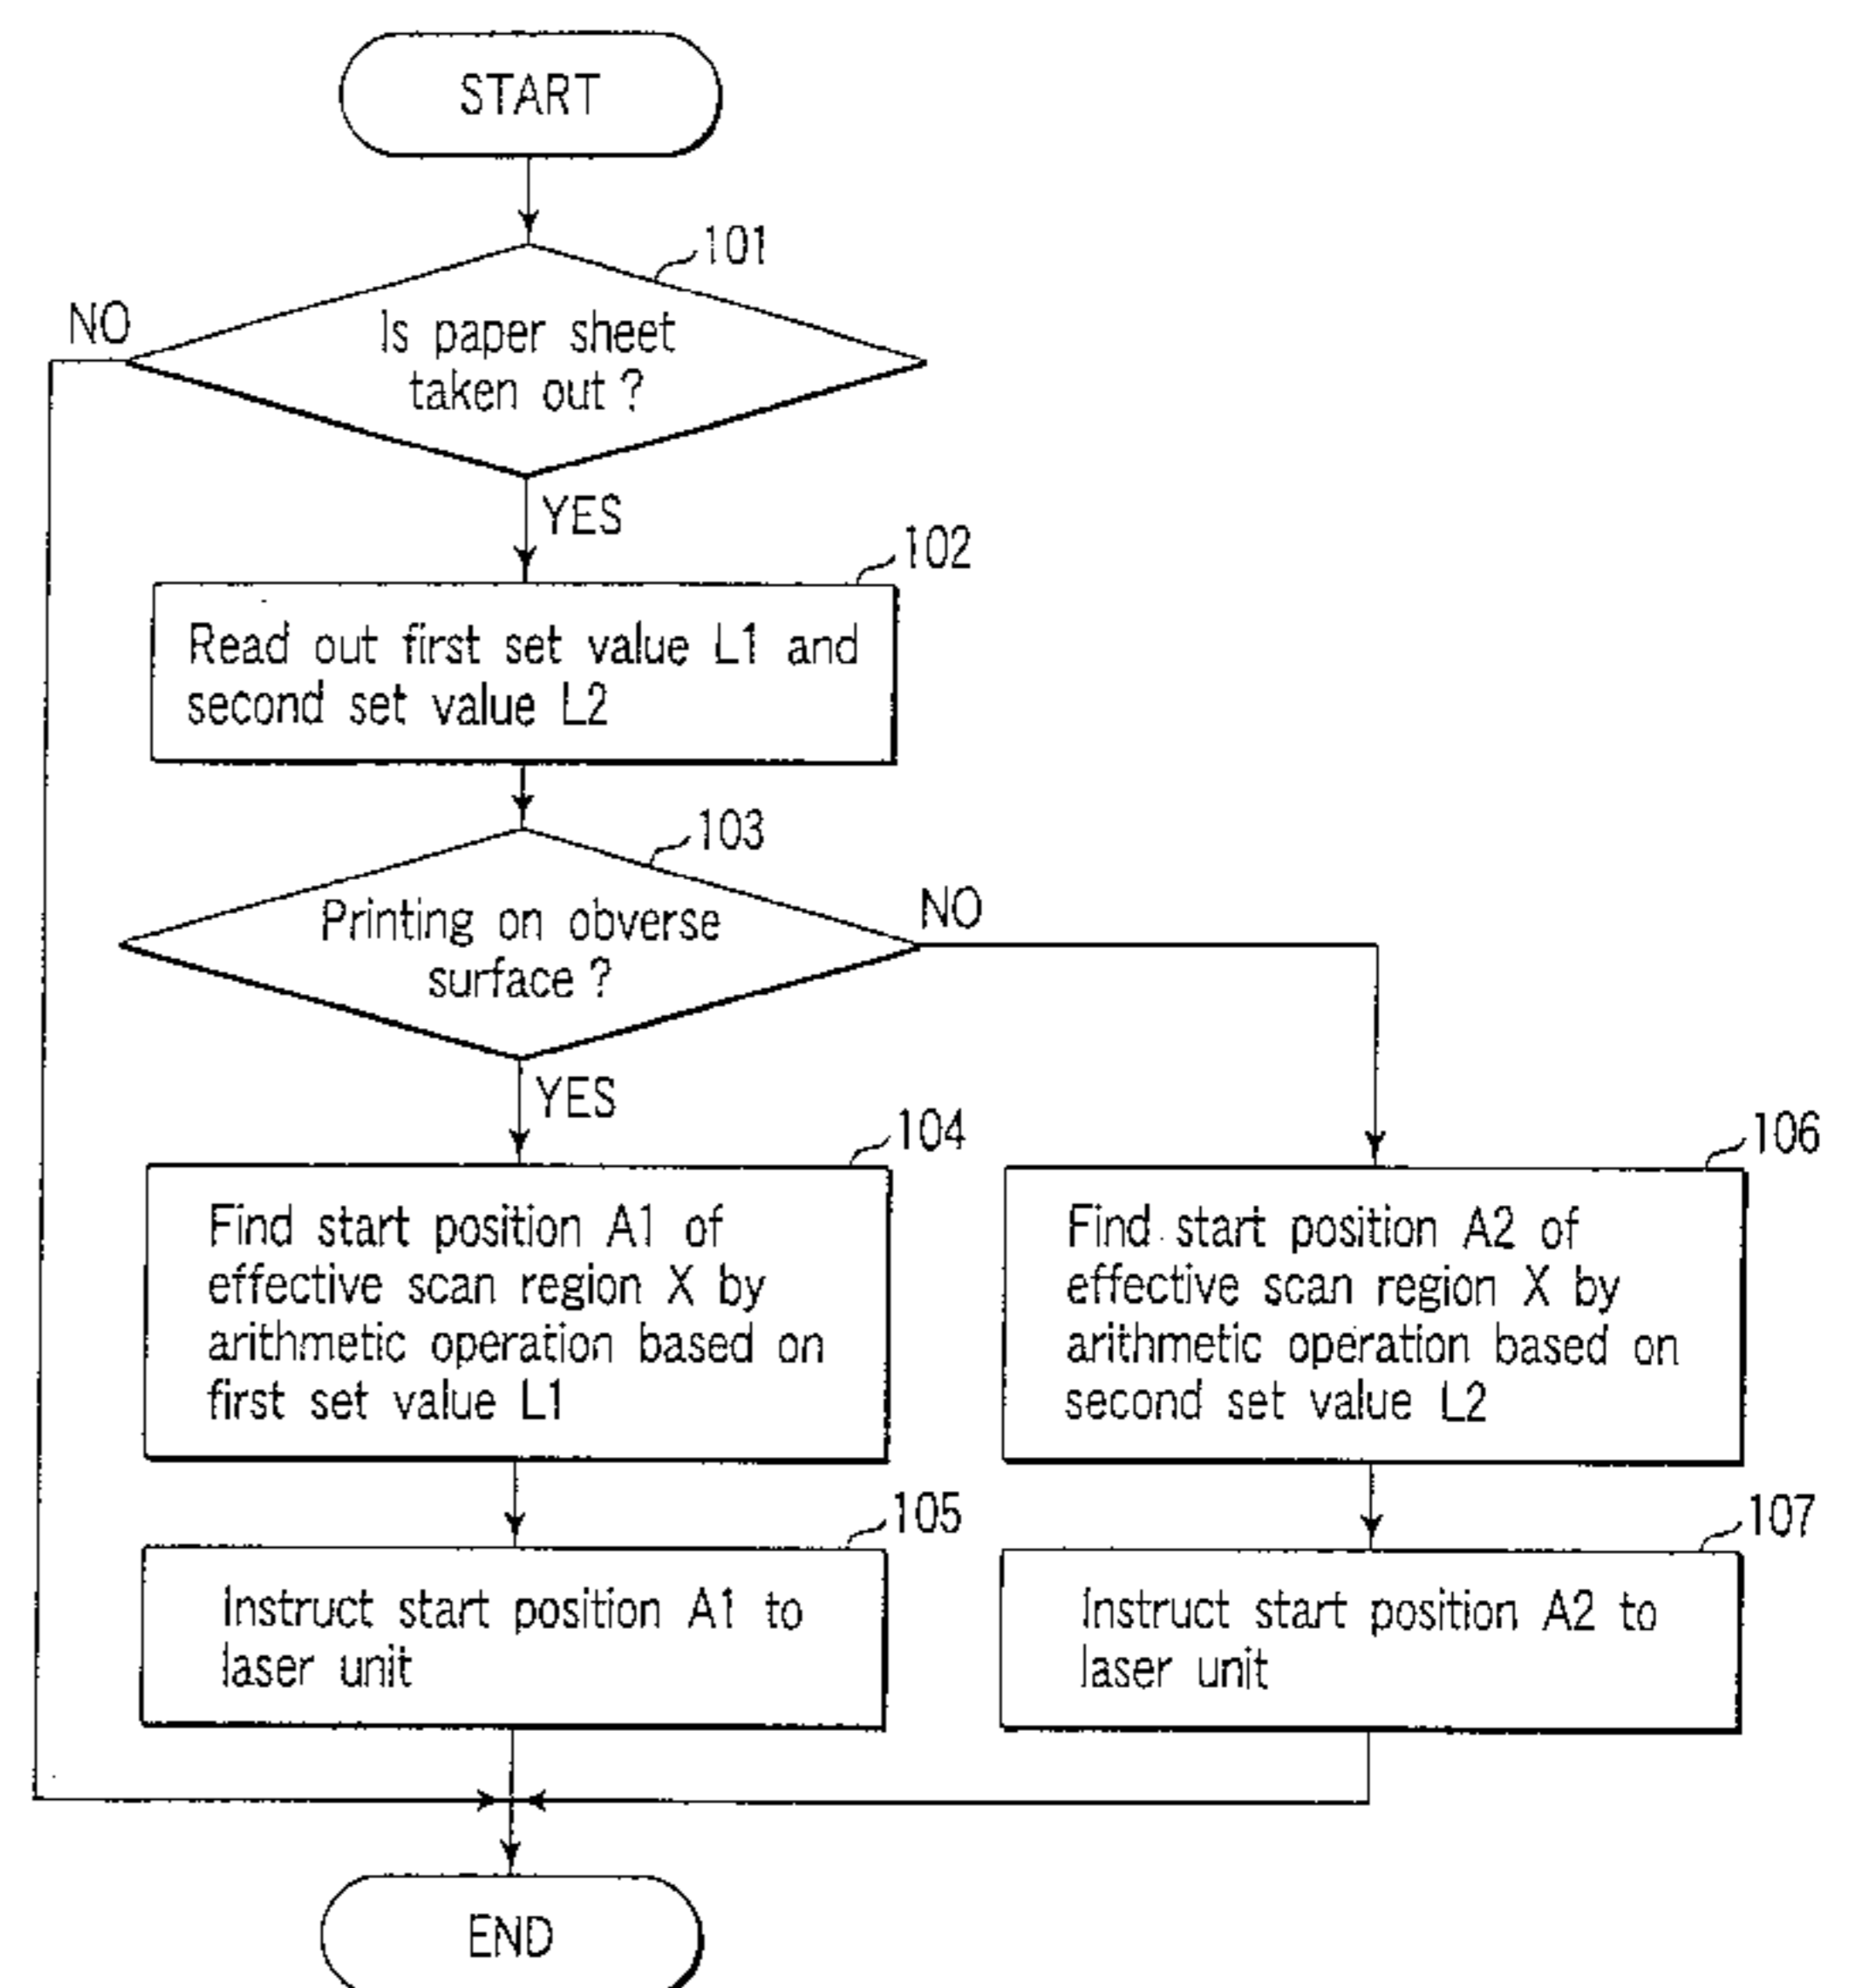 START
101
NO
Is paper sheet
taken out ?
YES
102
Read out first set value L1 and
second set value L2
103
Printing on obverse
surface ?
NO
YES
104
Find start position A1 of
effective scan region X by
arithmetic operation based on
first set value L1
106
Find start position A2 of
effective scan region X by
arithmetic operation based on
second set value L2
105
Instruct start position A1 to
laser unit
107
Instruct start position A2 to
laser unit
END